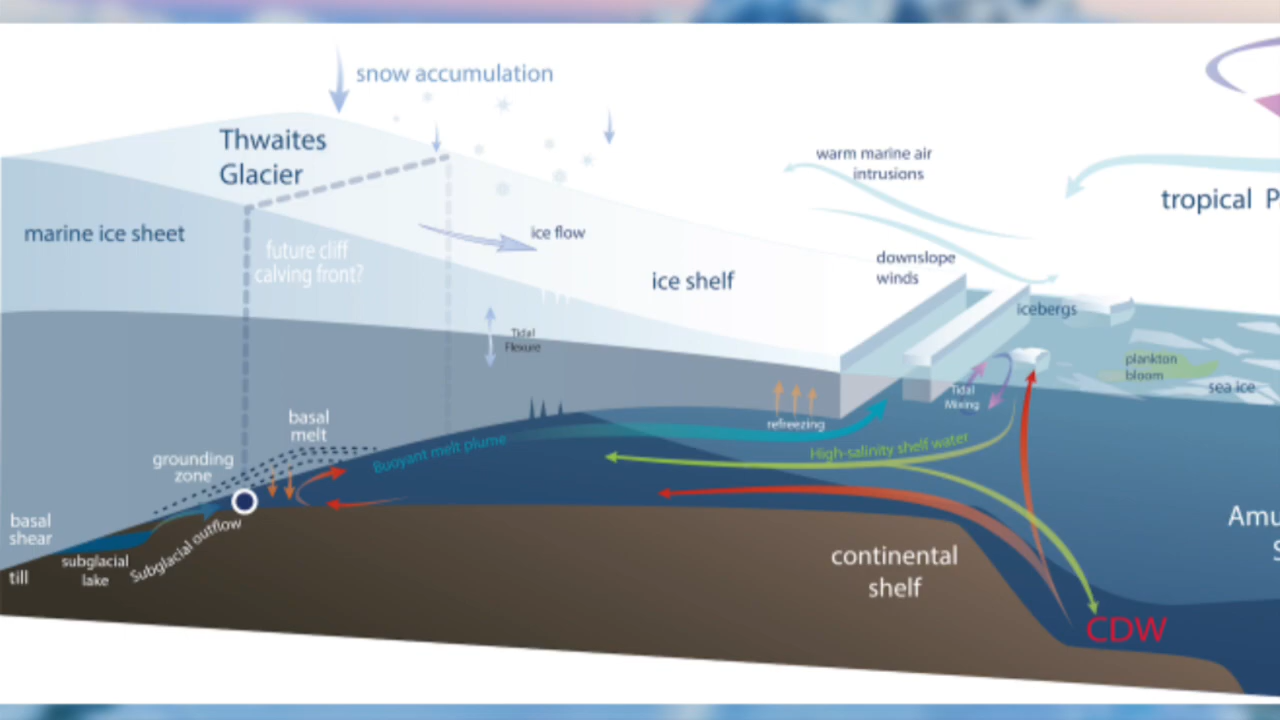 snow accumulation
Thwaites
Glacier
warm marine air
intrusions
tropical P
marine ice sheet
future cliff
calving front?
ice flow
ice shelf
downslope
winds
icebergs
Tidal
Flexure
plankton
bloom
sea ice
Tidal
Mixing
basal
melt
refreezing
Buoyant melt plume
High-salinity shelf water
grounding
zone
basal
shear
Subglacial outflow
subglacial
lake
till
continental
shelf
Amu
S
CDW